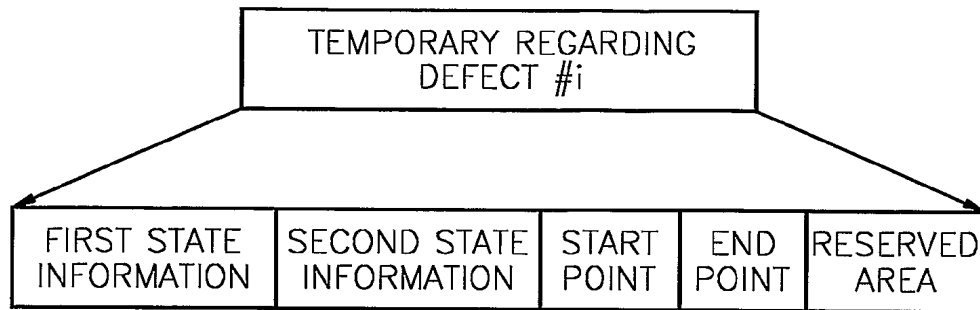 TEMPORARY REGARDING
DEFECT #i
FIRST STATE
INFORMATION
SECOND STATE
INFORMATION
START
POINT
END
POINT
RESERVED
AREA